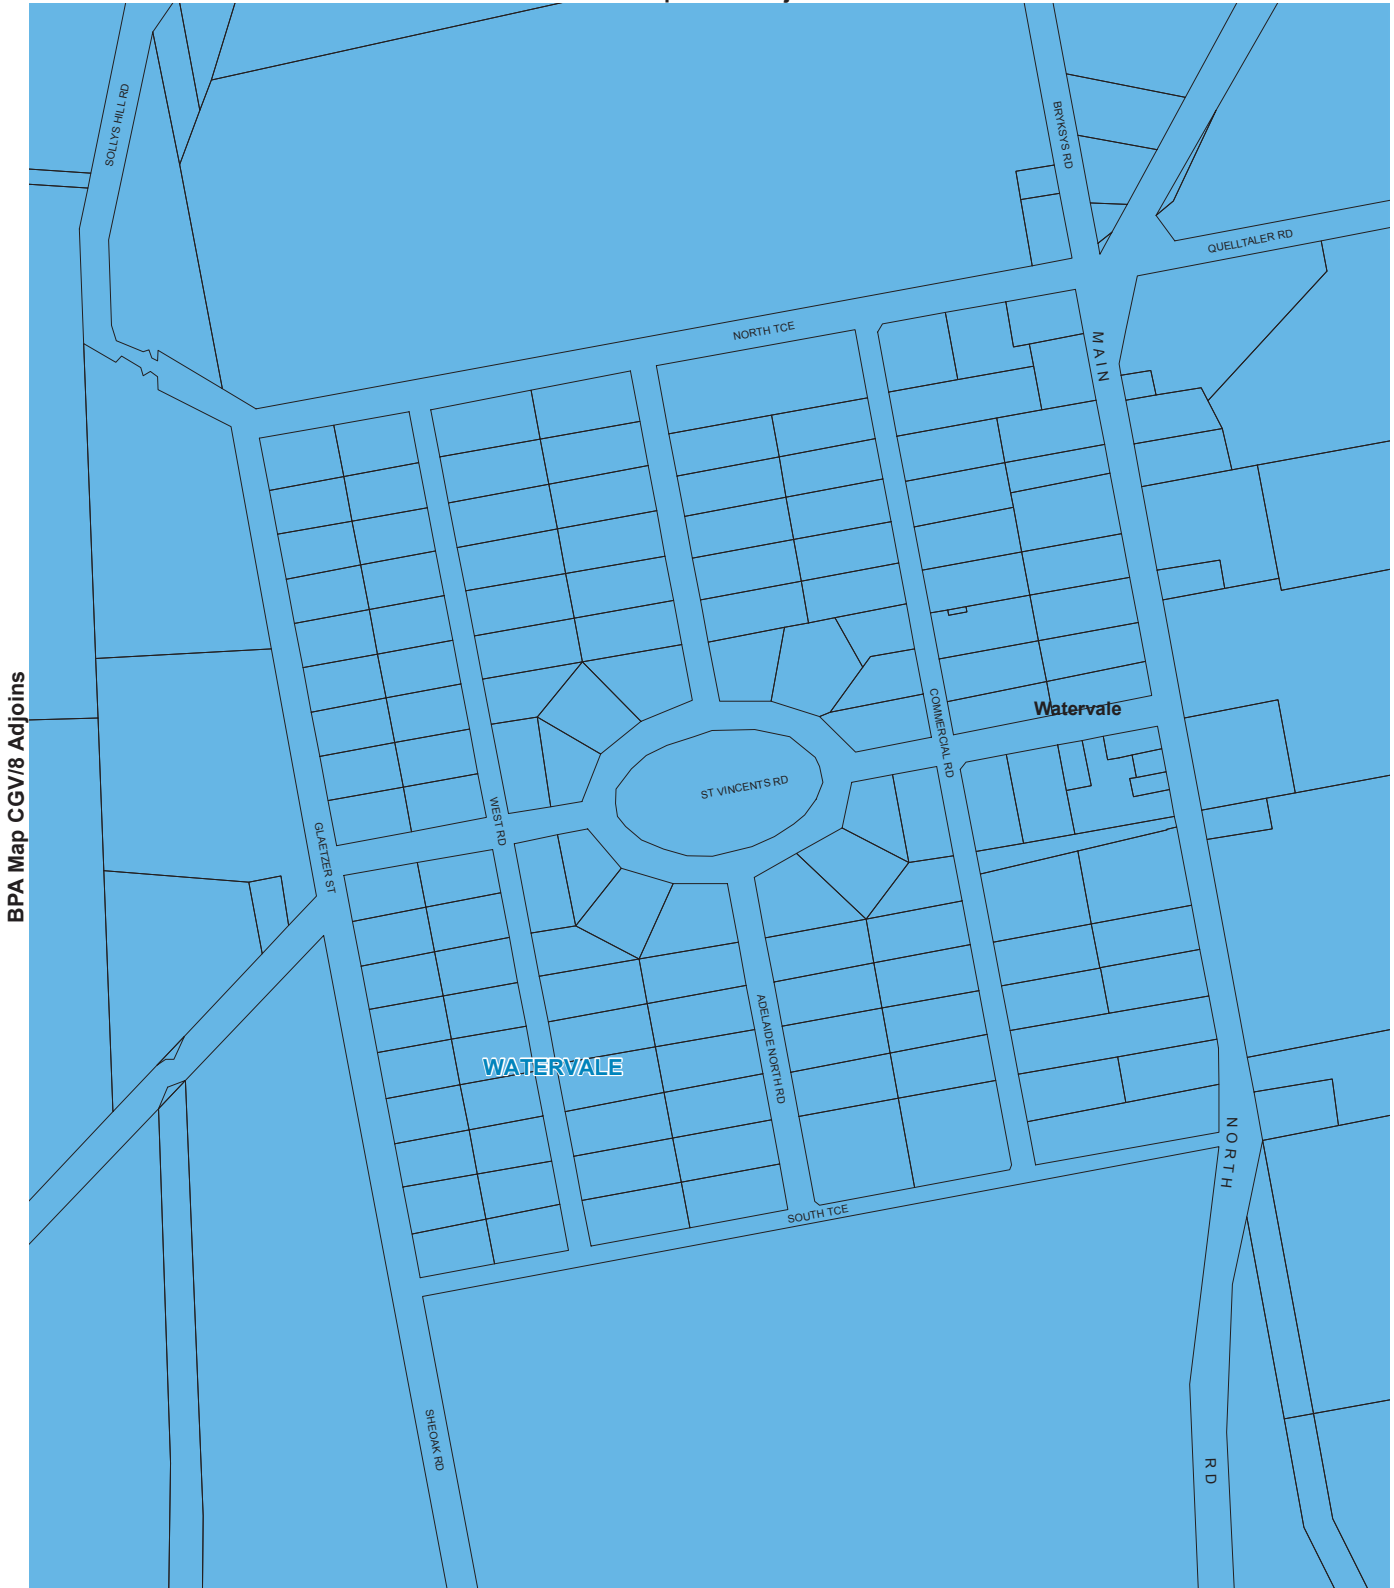 SOLLYS HILL RD
BRYKSYS RD
QUELLTALER RD
NORTH TCE
MAIN
BPA Map CGV/8 Adjoins
COMMERCIAL RD
Watervale
ST VINCENTS RD
WEST RD
GLAETZER ST
ADELAIDE NORTH RD
WATERVALE
NORTH
SOUTH TCE
SHEOAK RD
RD